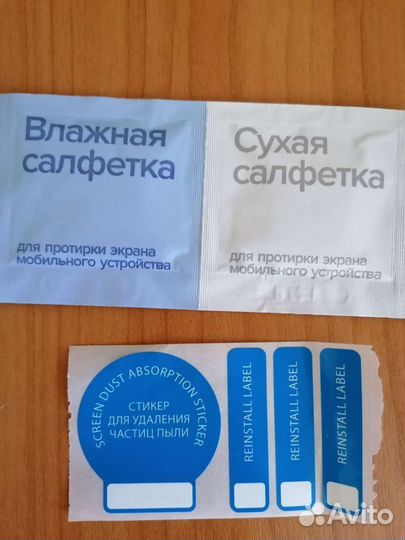 Влажная
салфетка
для протирки экрана
мобильного устройства
Сухая
салфетка
для протирки экрана
мобильного устройства
SCREEN DUST ABSORPTION STICKER
СТИКЕР
ДЛЯ УДАЛЕНИЯ
ЧАСТИЦ ПЫЛИ
REINSTALL LABEL
REINSTALL LABEL
REINSTALL LABEL
Avito